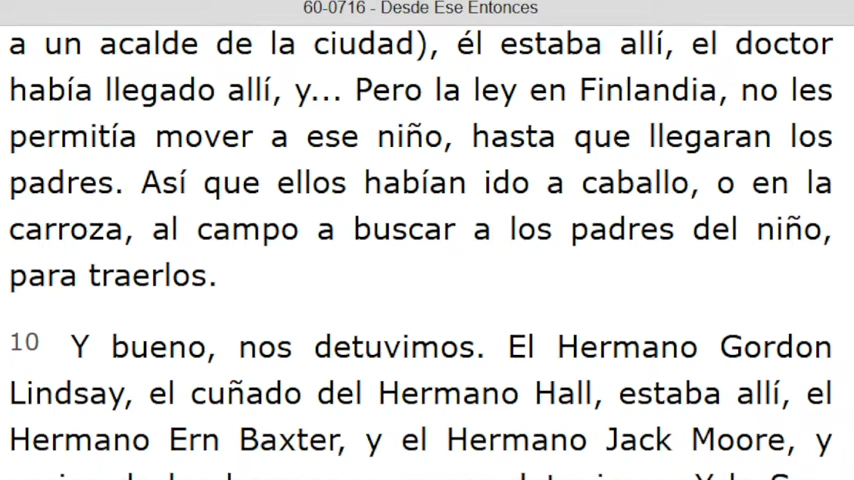 60-0716 - Desde Ese Entonces
a un acalde de la ciudad), él estaba allí, el doctor
había llegado allí, y... Pero la ley en Finlandia, no les
permitía mover a ese niño, hasta que llegaran los
padres. Así que ellos habían ido a caballo, o en la
carroza, al campo a buscar a los padres del niño,
para traerlos.
10 Y bueno, nos detuvimos. El Hermano Gordon
Lindsay, el cuñado del Hermano Hall, estaba allí, el
Hermano Ern Baxter, y el Hermano Jack Moore, y